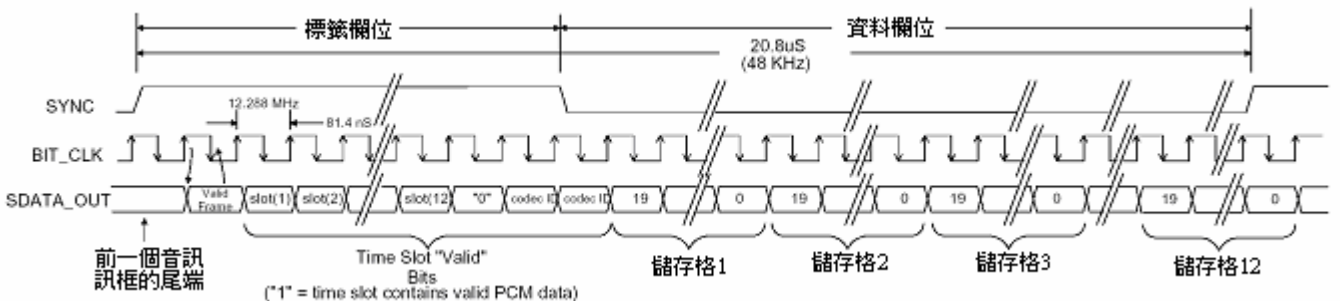 標籤欄位
資料欄位
20.8uS
(48 KHz)
SYNC
12.288 MHz
81.4 nS
BIT_CLK
SDATA_OUT
Valid
Frame
slot(1)
slot(2)
slot(12)
"0"
codec ID
codec ID
19
0
19
0
19
0
19
0
前一個音訊
訊框的尾端
Time Slot "Valid"
Bits
("1" = time slot contains valid PCM data)
儲存格1
儲存格2
儲存格3
儲存格12